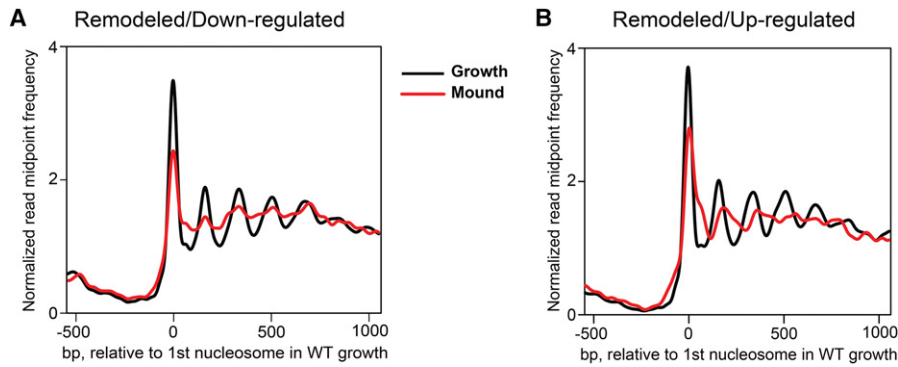 A Remodeled/Down-regulated
Normalized read midpoint frequency
4
2
0
-500 0 500 1000
bp, relative to 1st nucleosome in WT growth
Growth
Mound
B Remodeled/Up-regulated
Normalized read midpoint frequency
4
2
0
-500 0 500 1000
bp, relative to 1st nucleosome in WT growth